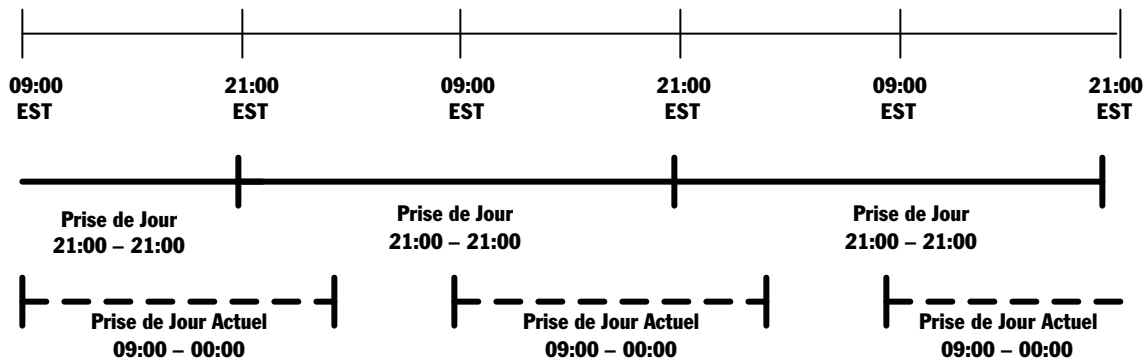 09:00
EST
21:00
EST
09:00
EST
21:00
EST
09:00
EST
21:00
EST
Prise de Jour
21:00 – 21:00
Prise de Jour
21:00 – 21:00
Prise de Jour
21:00 – 21:00
Prise de Jour Actuel
09:00 – 00:00
Prise de Jour Actuel
09:00 – 00:00
Prise de Jour Actuel
09:00 – 00:00